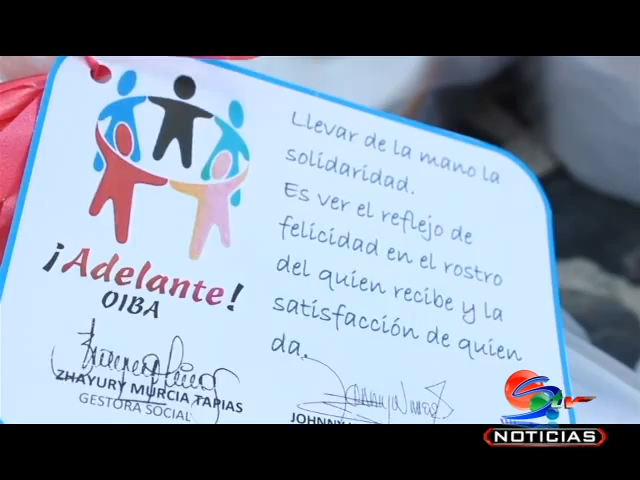 ¡Adelante!
OIBA
Llevar de la mano la
solidaridad.
Es ver el reflejo de
felicidad en el rostro
del quien recibe y la
satisfacción de quien
da.
ZHAYURY MURCIA TAPIAS
GESTORA SOCIAL
JOHNNY
NOTICIAS